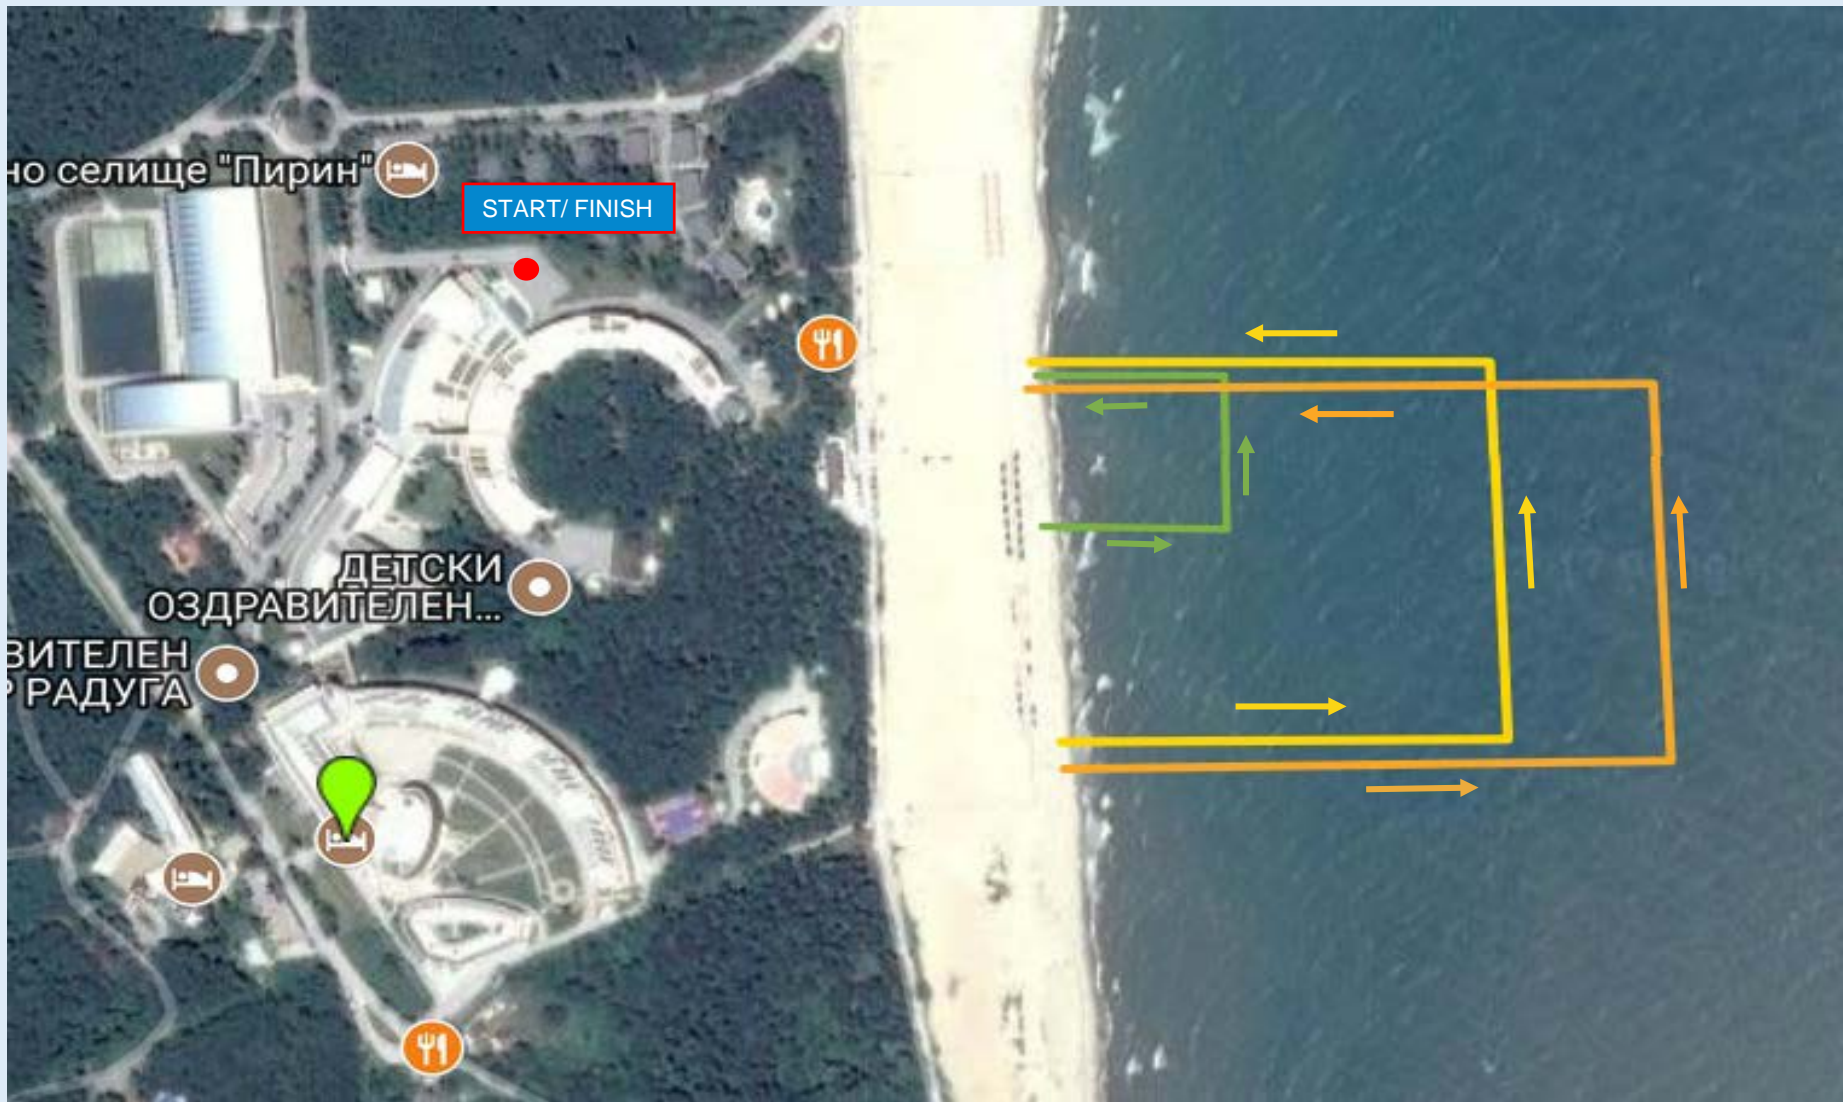 но селище "Пирин"
START/ FINISH
ДЕТСКИ
ОЗДРАВИТЕЛЕН...
ВИТЕЛЕН
Р РАДУГА